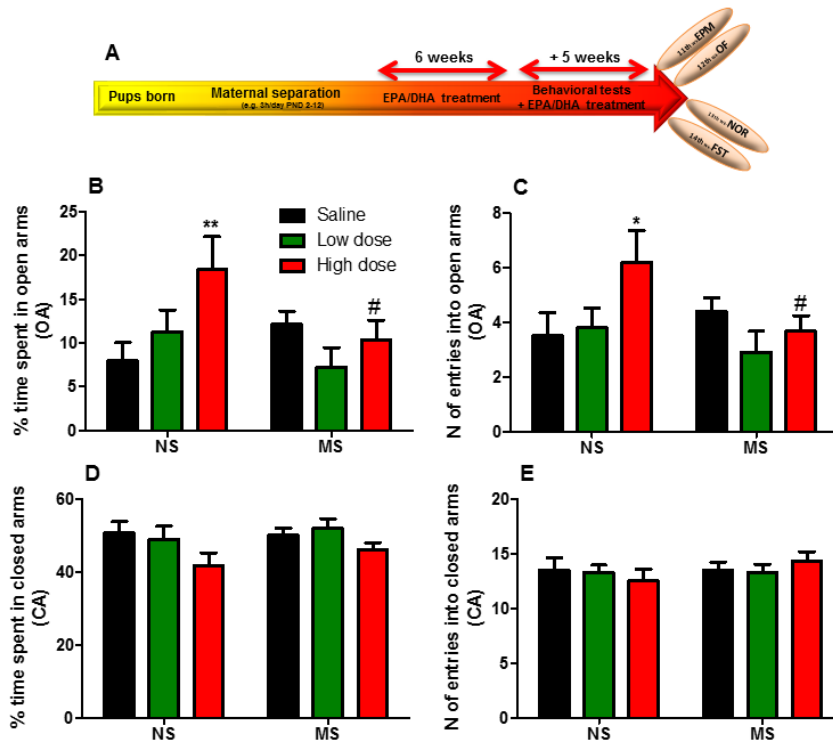 A
6 weeks
+ 5 weeks
Pups born
Maternal separation
(e.g. 3h/day PND 2-12)
EPA/DHA treatment
Behavioral tests
+ EPA/DHA treatment
11th wk EPM
12th wk OF
13th wk NOR
14th wk FST
B
% time spent in open arms
(OA)
25
20
15
10
5
0
**
#
NS
MS
Saline
Low dose
High dose
C
N of entries into open arms
(OA)
8
6
4
2
0
*
#
NS
MS
D
% time spent in closed arms
(CA)
60
40
20
0
NS
MS
E
N of entries into closed arms
(CA)
20
15
10
5
0
NS
MS